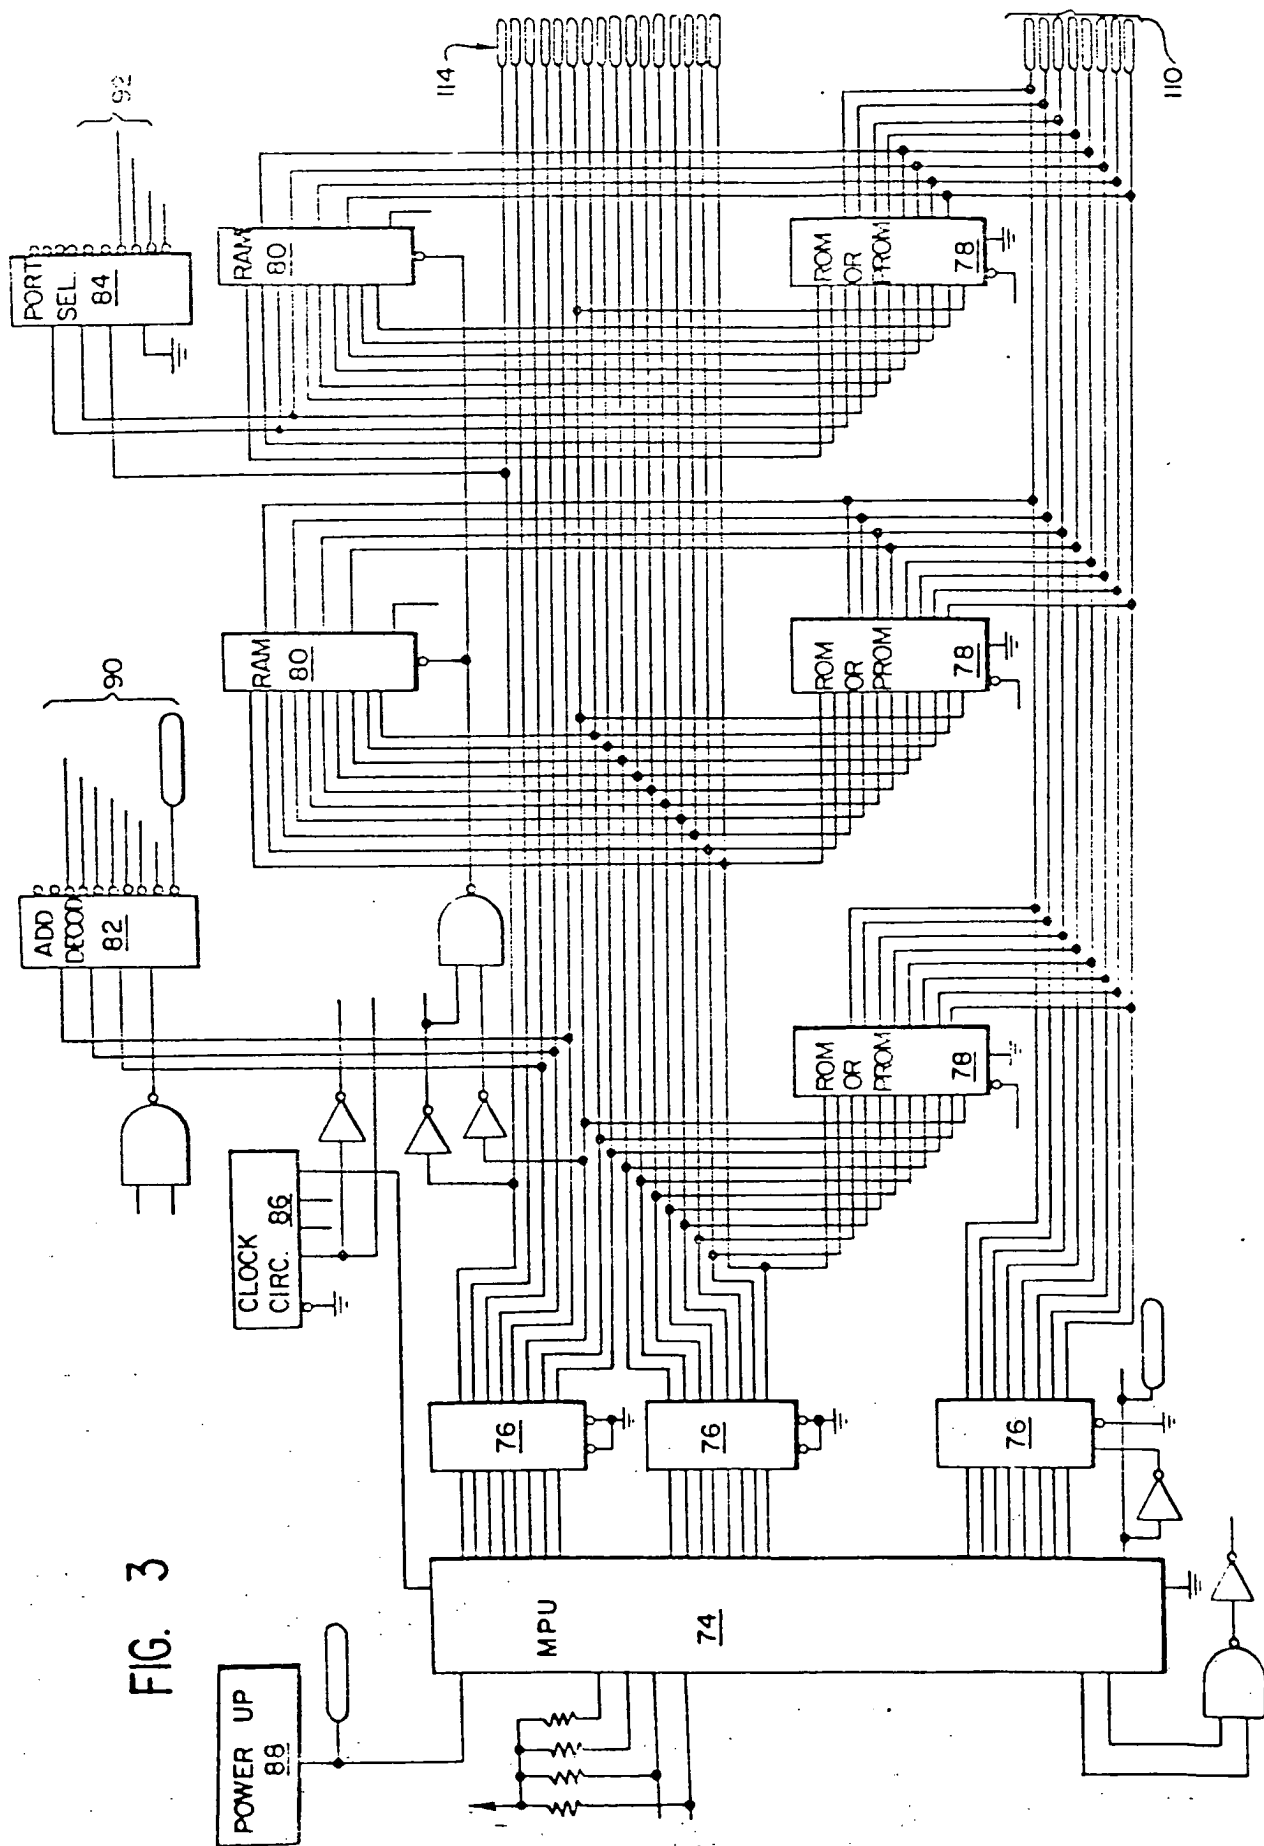 FIG. 3
POWER UP
88
MPU
74
76
76
76
CLOCK
CIRC. 86
ADD
DECOD
82
90
RAM
80
RAM
80
PORT
SEL.
84
92
ROM
OR
PROM
78
ROM
OR
PROM
78
ROM
OR
PROM
78
114
110